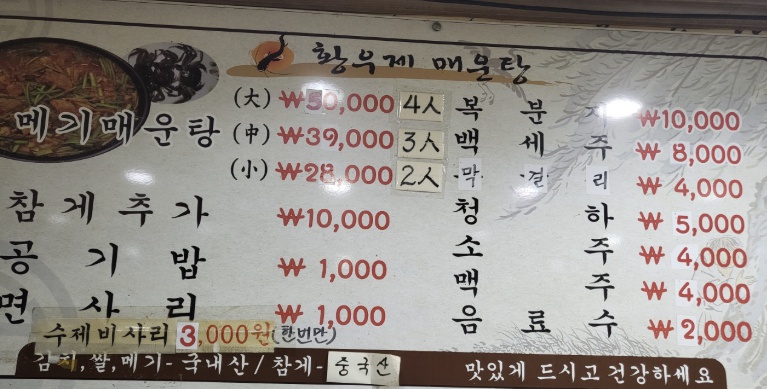 황우제 매운탕
메기매운탕 (大) ₩50,000 4人
(中) ₩39,000 3人
(小) ₩28,000 2人
참게추가 ₩10,000
공기밥 ₩1,000
면사리 ₩1,000
수제비사리 3,000원 (한번만)
복분자 ₩10,000
백세주 ₩8,000
막걸리 ₩4,000
청하 ₩5,000
소주 ₩4,000
맥주 ₩4,000
음료수 ₩2,000
김치,쌀,메기- 국내산 / 참게- 중국산
맛있게 드시고 건강하세요